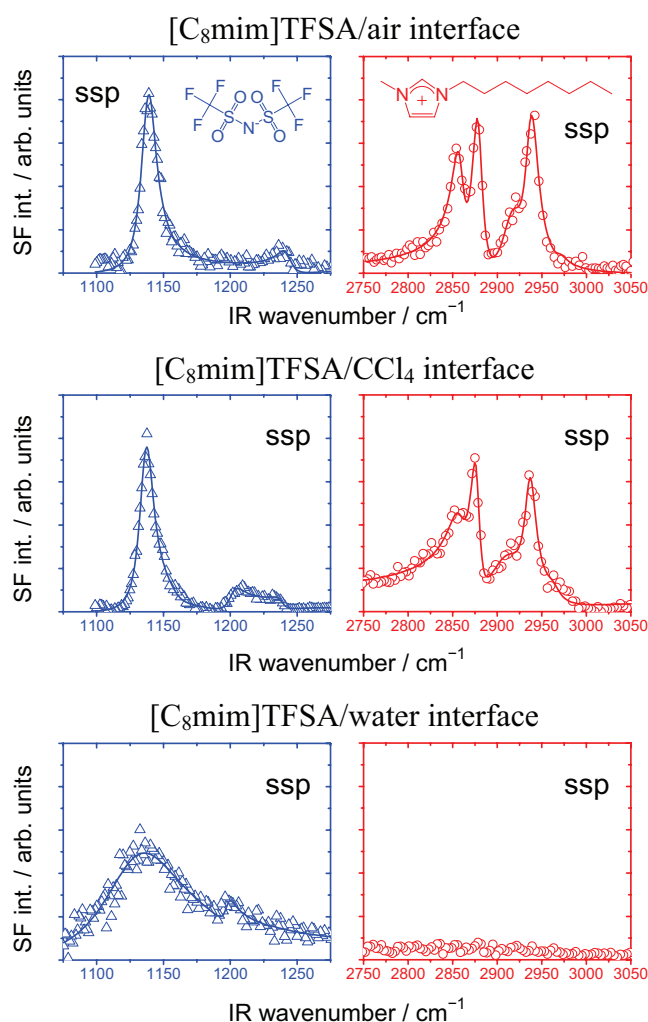 [C₈mim]TFSA/air interface
ssp
F
F
F
O
O
S
N⁻
S
O
O
F
F
F
SF int. / arb. units
1100 1150 1200 1250
IR wavenumber / cm⁻¹
N
+
N
ssp
2750 2800 2850 2900 2950 3000 3050
IR wavenumber / cm⁻¹
[C₈mim]TFSA/CCl₄ interface
ssp
SF int. / arb. units
1100 1150 1200 1250
IR wavenumber / cm⁻¹
ssp
2750 2800 2850 2900 2950 3000 3050
IR wavenumber / cm⁻¹
[C₈mim]TFSA/water interface
ssp
SF int. / arb. units
1100 1150 1200 1250
IR wavenumber / cm⁻¹
ssp
2750 2800 2850 2900 2950 3000 3050
IR wavenumber / cm⁻¹